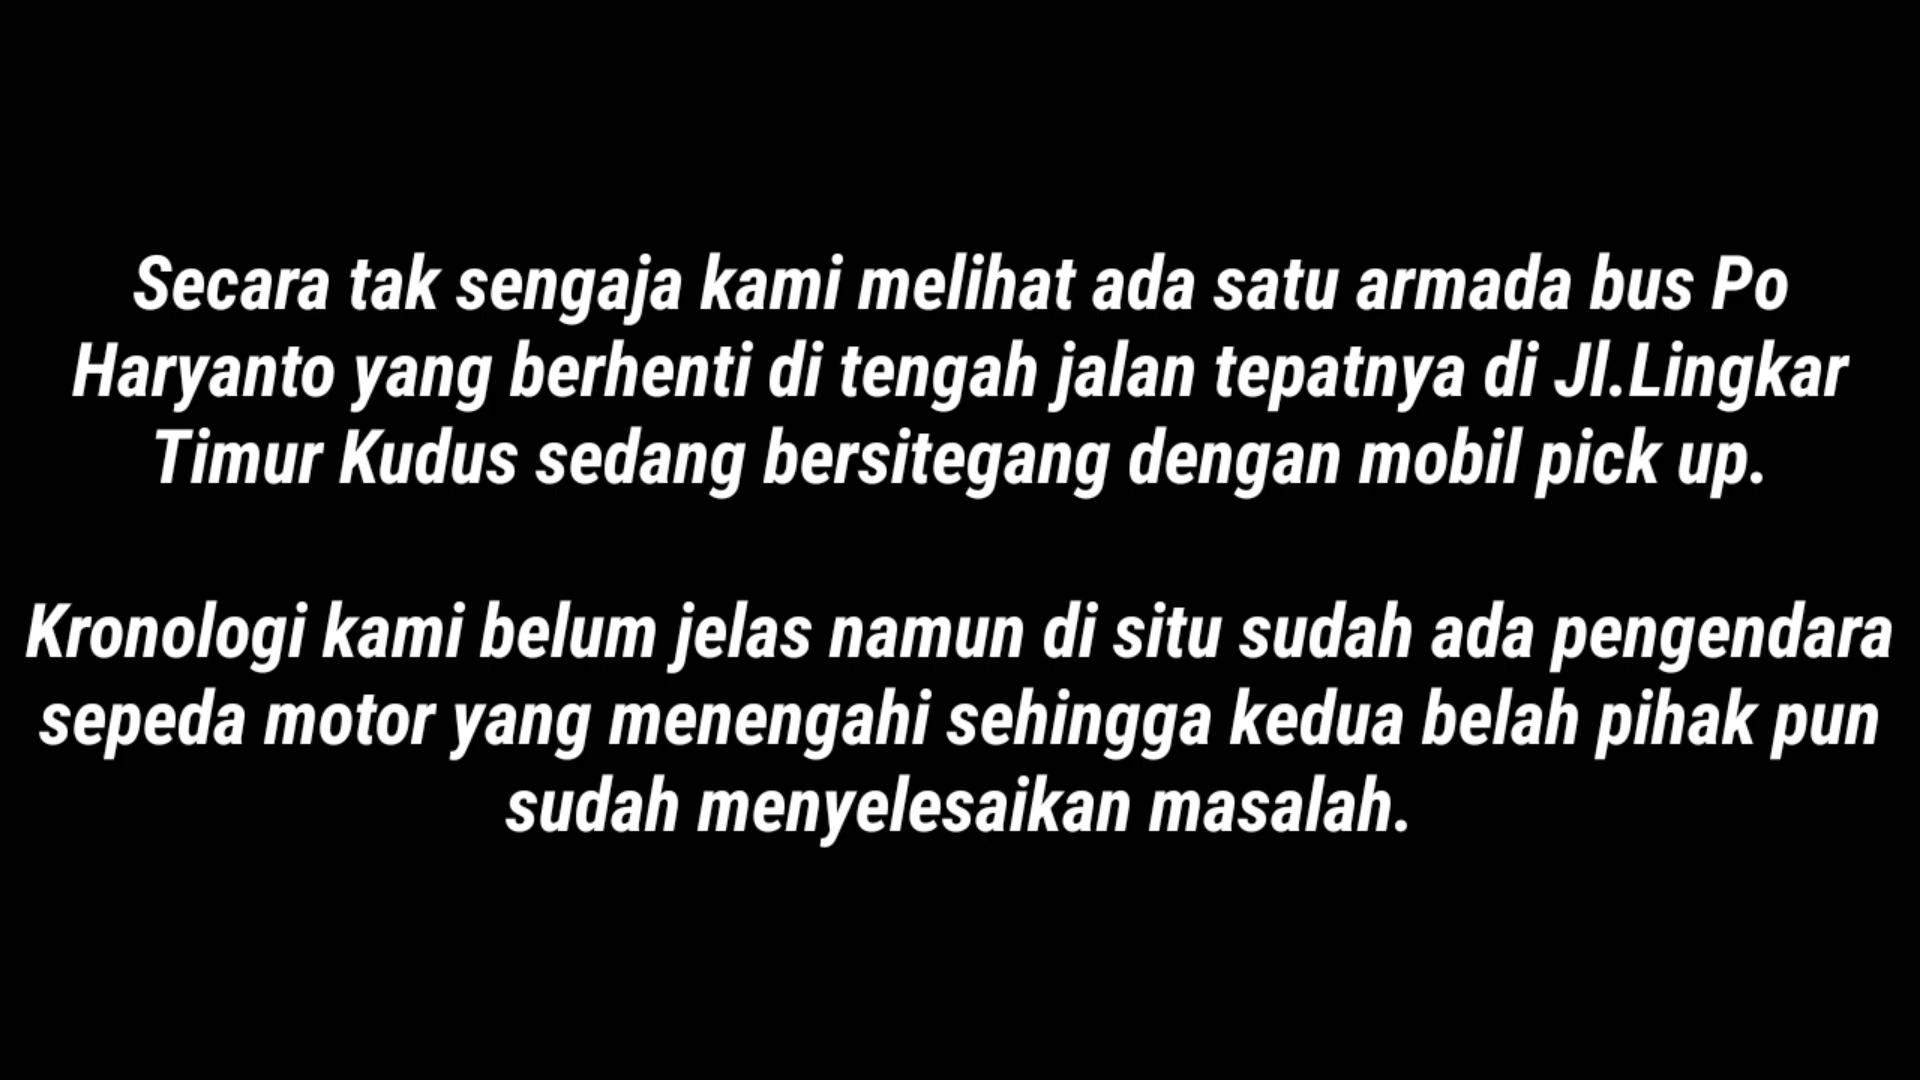 Secara tak sengaja kami melihat ada satu armada bus Po
Haryanto yang berhenti di tengah jalan tepatnya di Jl.Lingkar
Timur Kudus sedang bersitegang dengan mobil pick up.
Kronologi kami belum jelas namun di situ sudah ada pengendara
sepeda motor yang menengahi sehingga kedua belah pihak pun
sudah menyelesaikan masalah.